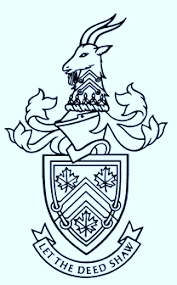 LET THE DEED SHAW